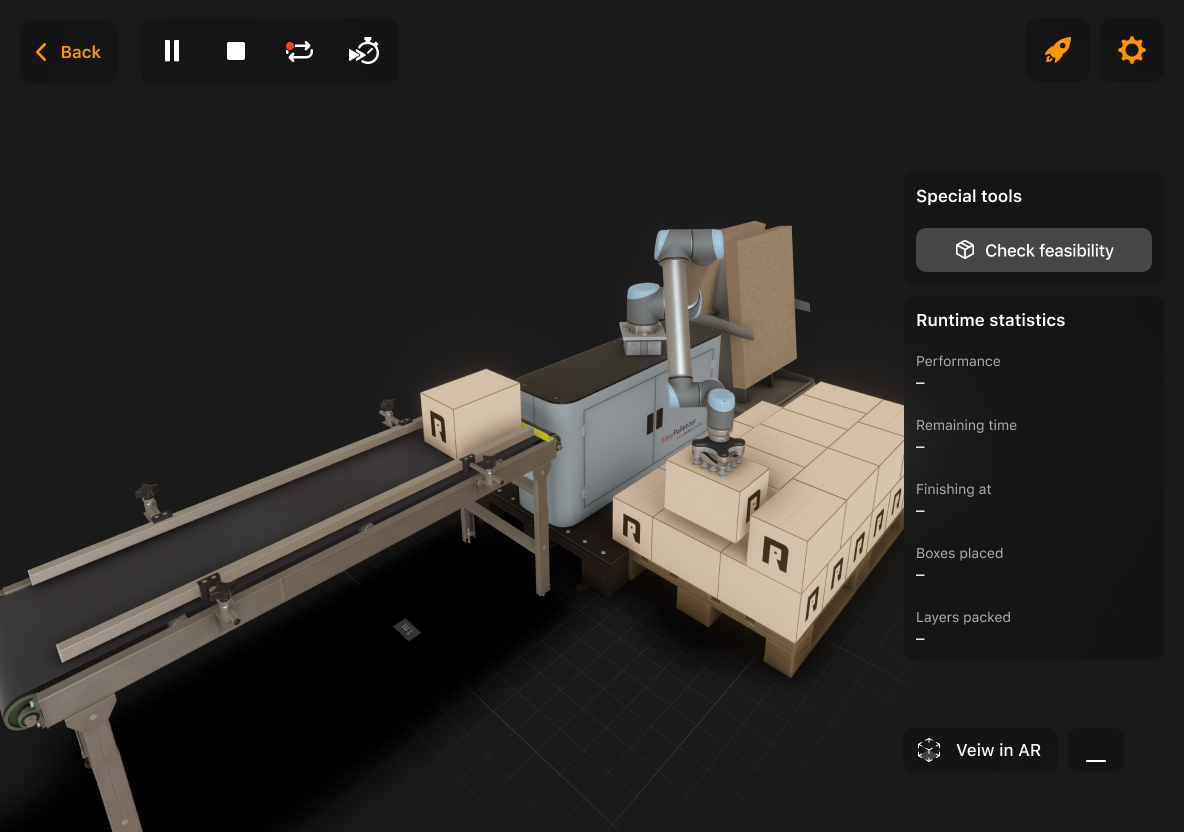 Back
Special tools
Check feasibility
Runtime statistics
Performance
–
Remaining time
–
Finishing at
–
Boxes placed
–
Layers packed
–
EasyPalletizer
Veiw in AR